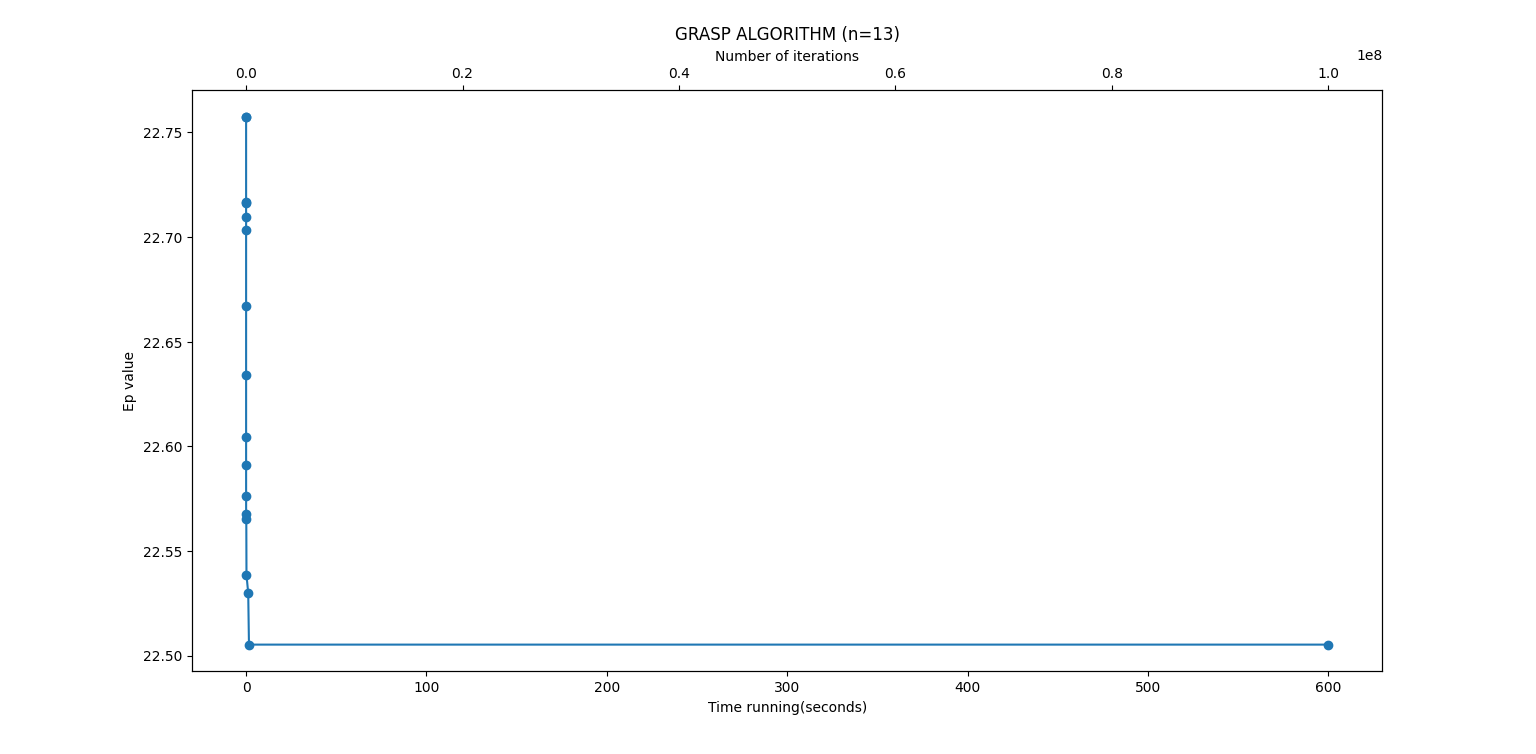 GRASP ALGORITHM (n=13)
Number of iterations
1e8
0.0 0.2 0.4 0.6 0.8 1.0
22.75
22.70
22.65
22.60
22.55
22.50
Ep value
0 100 200 300 400 500 600
Time running(seconds)